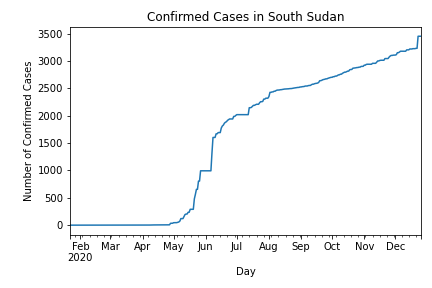 Confirmed Cases in South Sudan
Number of Confirmed Cases
3500
3000
2500
2000
1500
1000
500
0
Feb Mar Apr May Jun Jul Aug Sep Oct Nov Dec
2020
Day